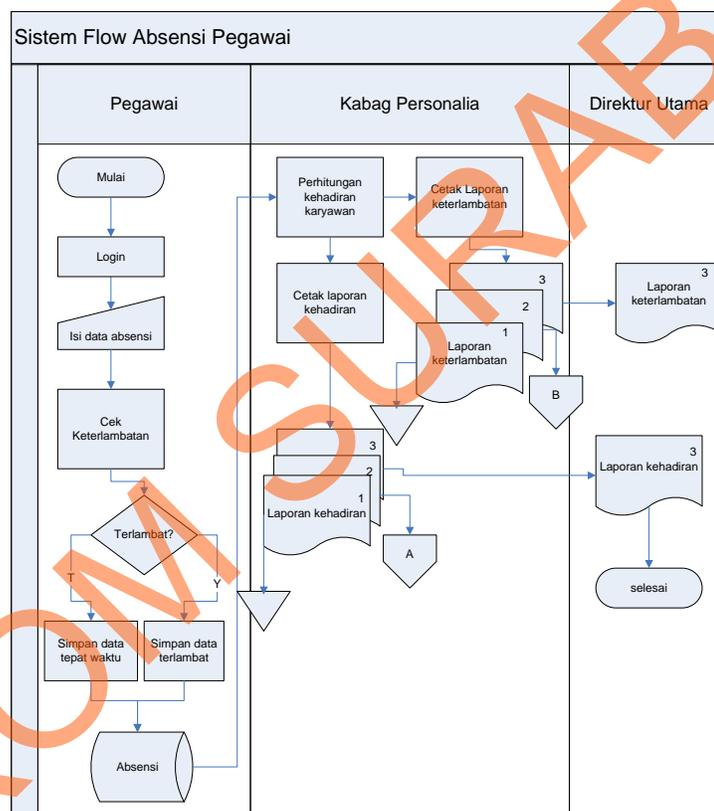 Sistem Flow Absensi Pegawai
Pegawai
Kabag Personalia
Direktur Utama
Mulai
Login
Isi data absensi
Cek
Keterlambatan
Terlambat?
T
Y
Simpan data
tepat waktu
Simpan data
terlambat
Absensi
Perhitungan
kehadiran
karyawan
Cetak Laporan
keterlambatan
Cetak laporan
kehadiran
3
2
1
Laporan
keterlambatan
B
3
2
1
Laporan kehadiran
A
3
Laporan
keterlambatan
3
Laporan kehadiran
selesai
OM SURAB